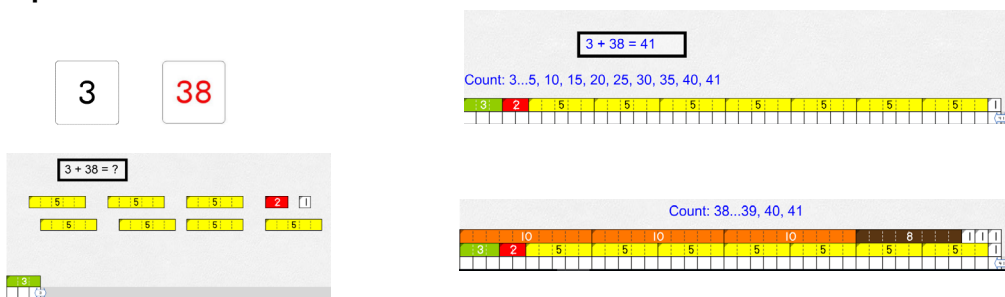 3 38
3 + 38 = ?
5 5 5 2 1
5 5 5 5
3
3 + 38 = 41
Count: 3...5, 10, 15, 20, 25, 30, 35, 40, 41
3 2 5 5 5 5 5 5 5 1
Count: 38...39, 40, 41
10 10 10 8 1 1 1
3 2 5 5 5 5 5 5 5 1